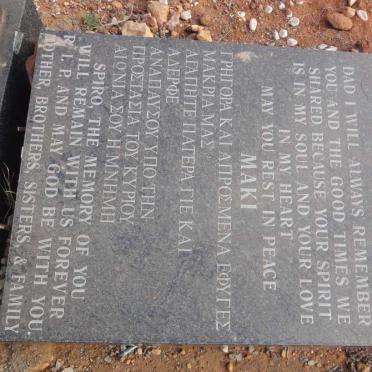 DAD I WILL ALWAYS REMEMBER
YOU AND THE GOOD TIMES WE
SHARED BECAUSE YOUR SPIRIT
IS IN MY SOUL AND YOUR LOVE
IN MY HEART
MAY YOU REST IN PEACE
MAKI
ΓΡΗΓΟΡΑ ΚΑΙ ΑΠΡΟΣΜΕΝΑ ΕΦΥΓΕΣ
ΜΑΚΡΙΑ ΜΑΣ
ΑΓΑΠΗΤΕ ΠΑΤΕΡΑ ΓΙΕ ΚΑΙ
ΑΔΕΡΦΕ
ΑΝΑΠΑΥΣΟΥ ΥΠΟ ΤΗΝ
ΠΡΟΣΤΑΣΙΑ ΤΟΥ ΚΥΡΙΟΥ
ΑΙΩΝΙΑ ΣΟΥ Η ΜΝΗΜΗ
SPIRO, THE MEMORY OF YOU
WILL REMAIN WITH US FOREVER
R.I.P. AND MAY GOD BE WITH YOU.
MOTHER BROTHERS, SISTERS, & FAMILY